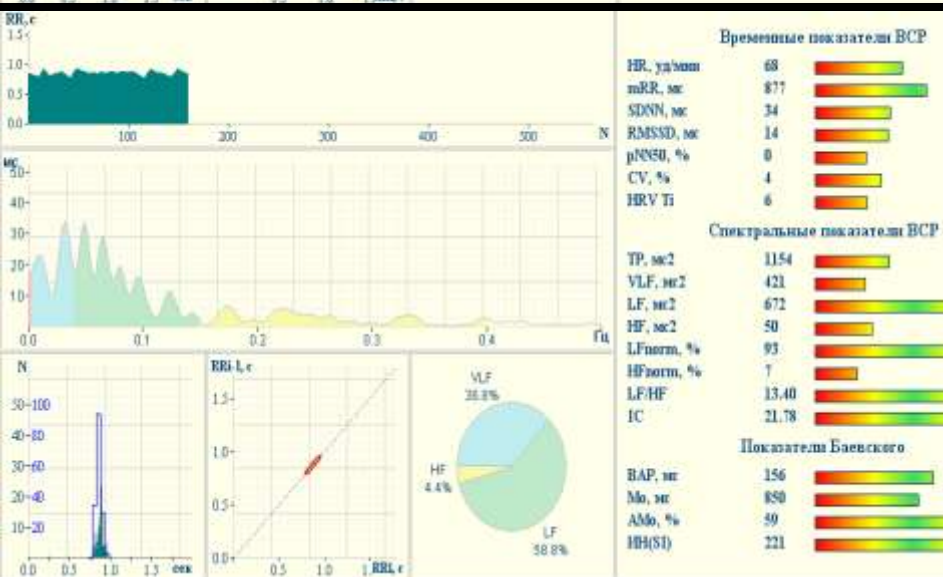 RR, с
1.5
1.0
0.5
0.0
100 200 300 400 500 N
мс
50
40
30
20
10
0.0 0.1 0.2 0.3 0.4 Гц
N
50 100
40 80
30 60
20 40
10 20
0.0 0.5 1.0 1.5 сек
RRi-1, с
1.5
1.0
0.5
0.0
0.5 1.0 RRi, с
VLF
36.8%
HF
4.4%
LF
58.8%
Временные показатели ВСР
HR, уд/мин 68
mRR, мс 877
SDNN, мс 34
RMSSD, мс 14
pNN50, % 0
CV, % 4
HRV Ti 6
Спектральные показатели ВСР
TP, мс2 1154
VLF, мс2 421
LF, мс2 672
HF, мс2 50
LFnorm, % 93
HFnorm, % 7
LF/HF 13.40
IC 21.78
Показатели Баевского
ВАР, мс 156
Мо, мс 850
АМо, % 59
ИН(SI) 221